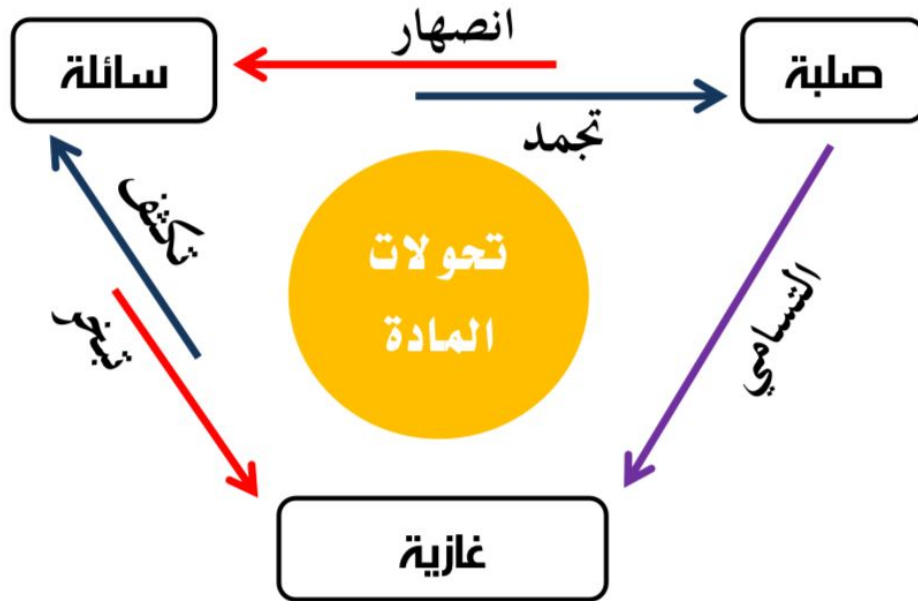 انصهار
صلبة
سائلة
تجمد
تكثف
تبخر
تحولات
المادة
التسامي
غازية